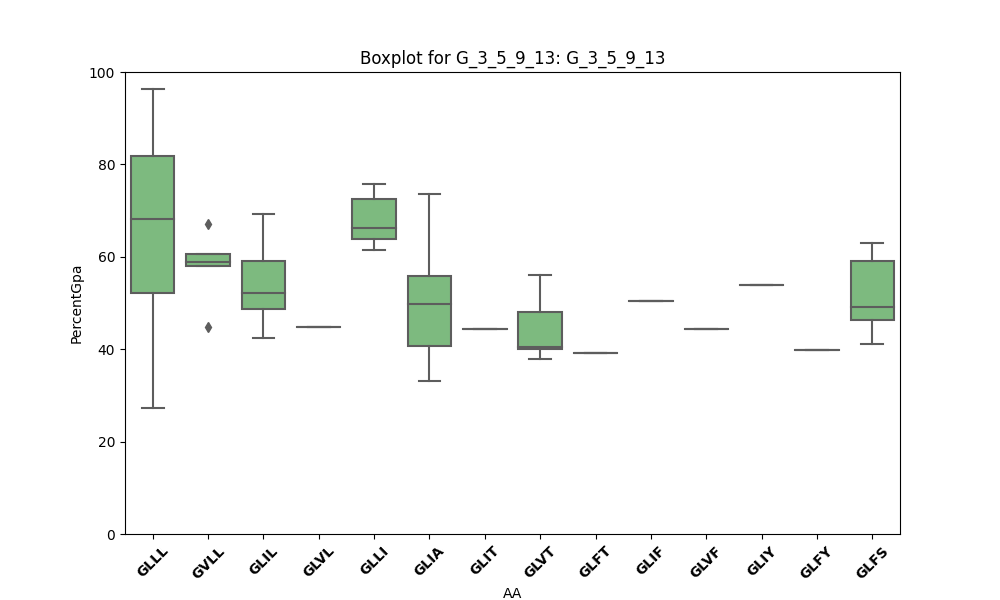 Boxplot for G_3_5_9_13: G_3_5_9_13
100
80
60
40
20
0
PercentGpa
GLLL GVLL GLIL GLVL GLLI GLIA GLIT GLVT GLFT GLIF GLVF GLIY GLFY GLFS
AA